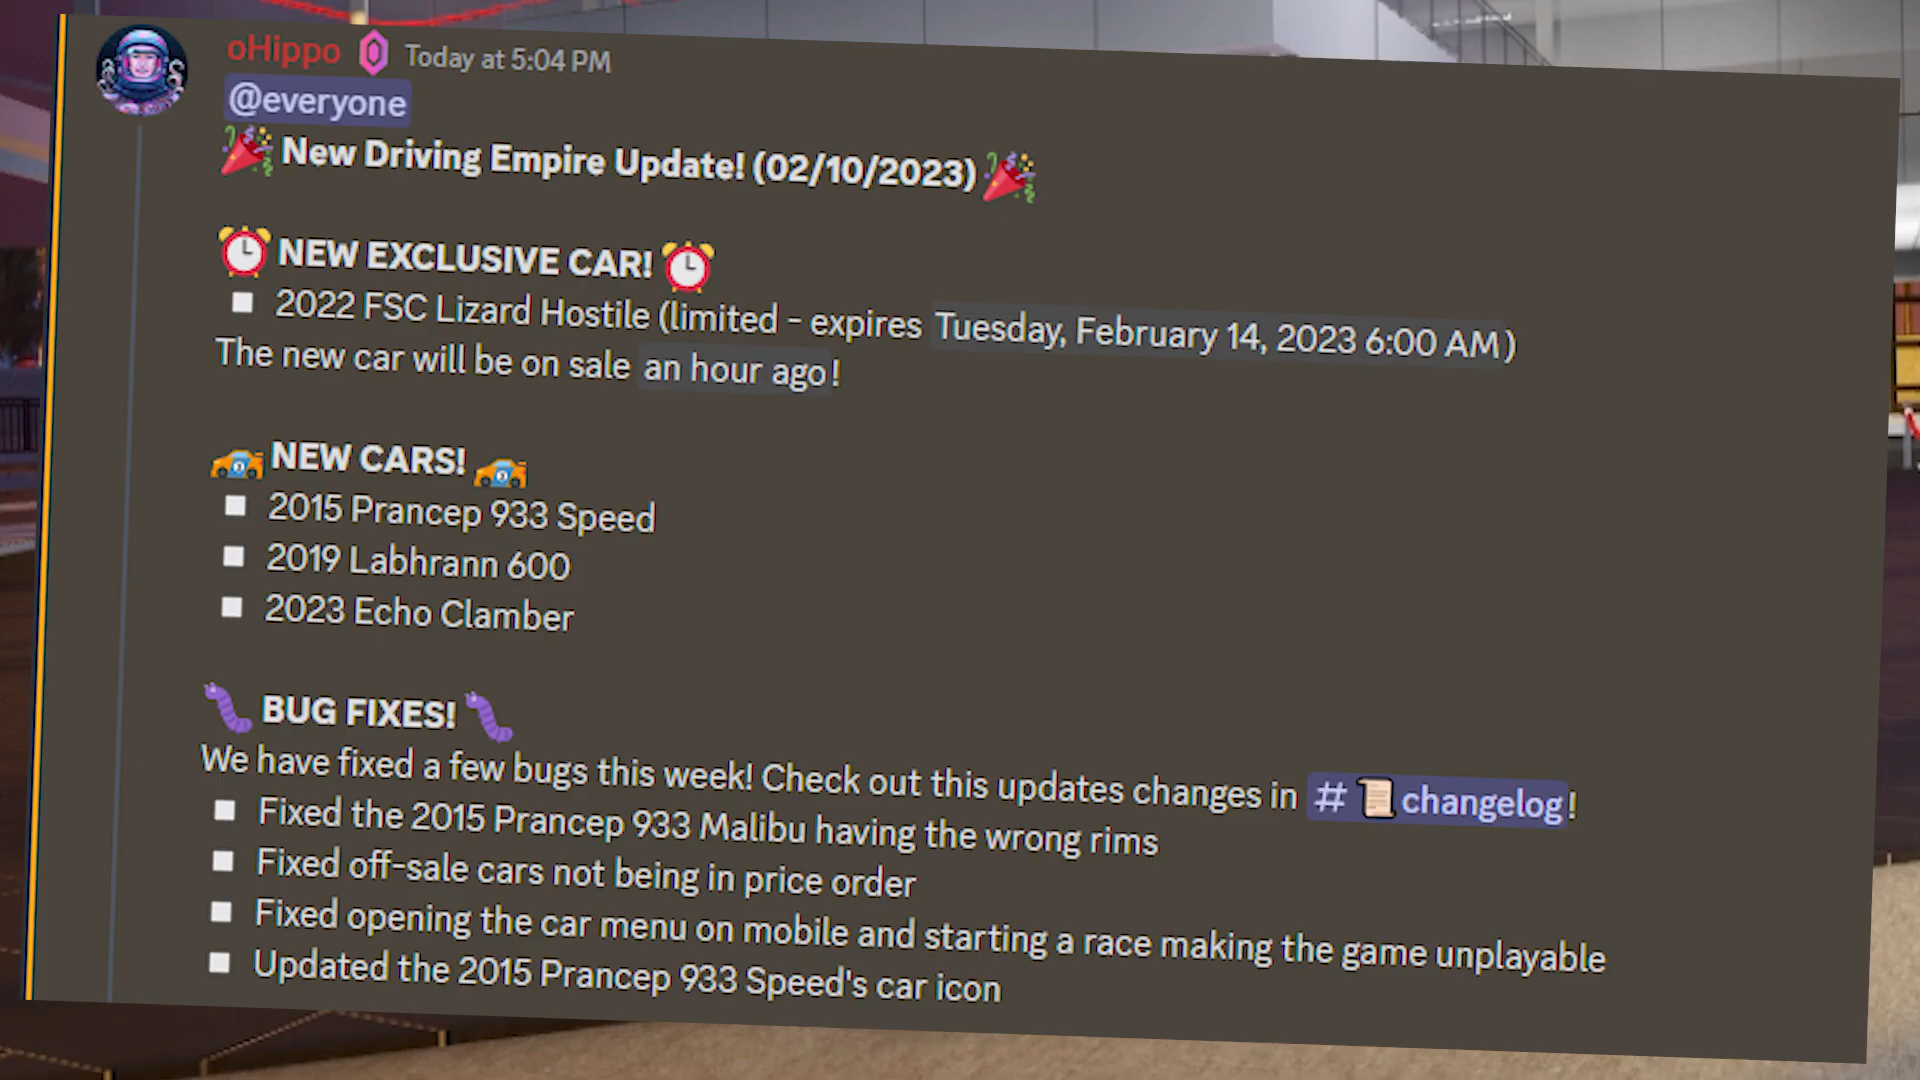 oHippo Today at 5:04 PM
@everyone
🎉 New Driving Empire Update! (02/10/2023) 🎉
⏰ NEW EXCLUSIVE CAR! ⏰
▫️ 2022 FSC Lizard Hostile (limited - expires Tuesday, February 14, 2023 6:00 AM)
The new car will be on sale an hour ago!
🏎️ NEW CARS! 🏎️
▫️ 2015 Prancep 933 Speed
▫️ 2019 Labhrann 600
▫️ 2023 Echo Clamber
🐛 BUG FIXES! 🐛
We have fixed a few bugs this week! Check out this updates changes in # 📜changelog!
▫️ Fixed the 2015 Prancep 933 Malibu having the wrong rims
▫️ Fixed off-sale cars not being in price order
▫️ Fixed opening the car menu on mobile and starting a race making the game unplayable
▫️ Updated the 2015 Prancep 933 Speed's car icon